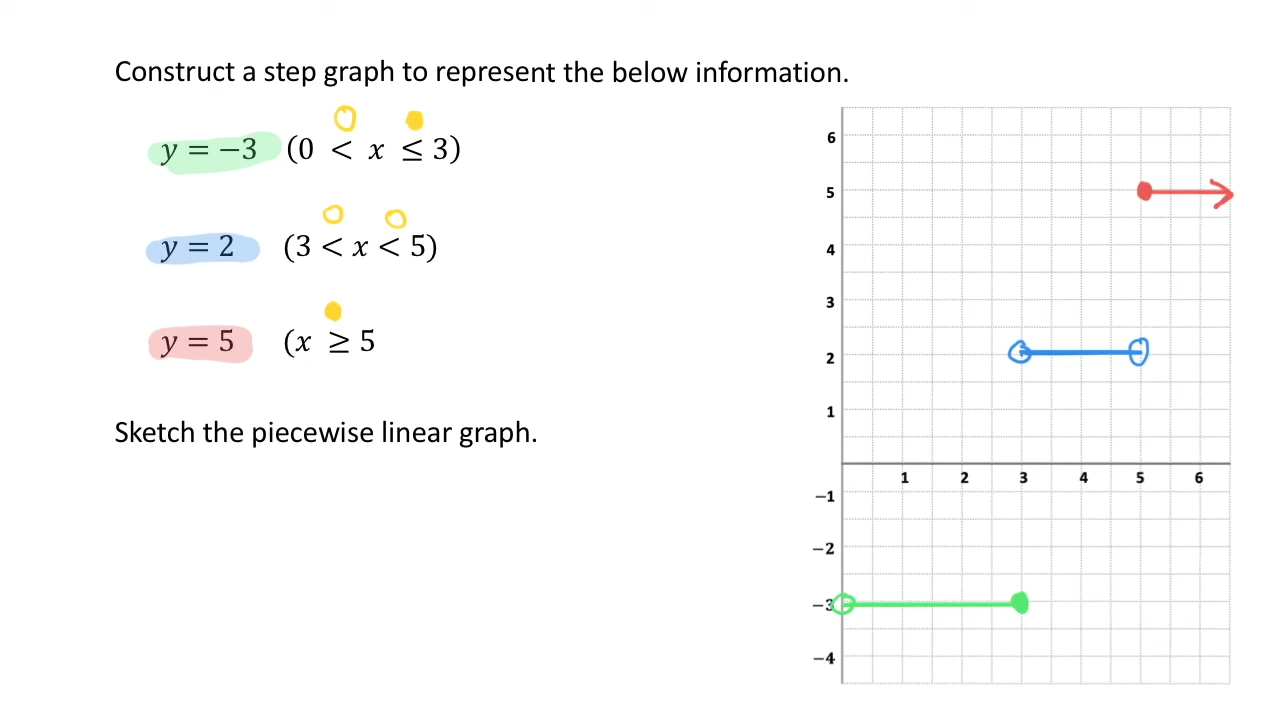 Construct a step graph to represent the below information.
y = −3 (0 < x ≤ 3)
y = 2 (3 < x < 5)
y = 5 (x ≥ 5
Sketch the piecewise linear graph.
6
5
4
3
2
1
1 2 3 4 5 6
−1
−2
−3
−4